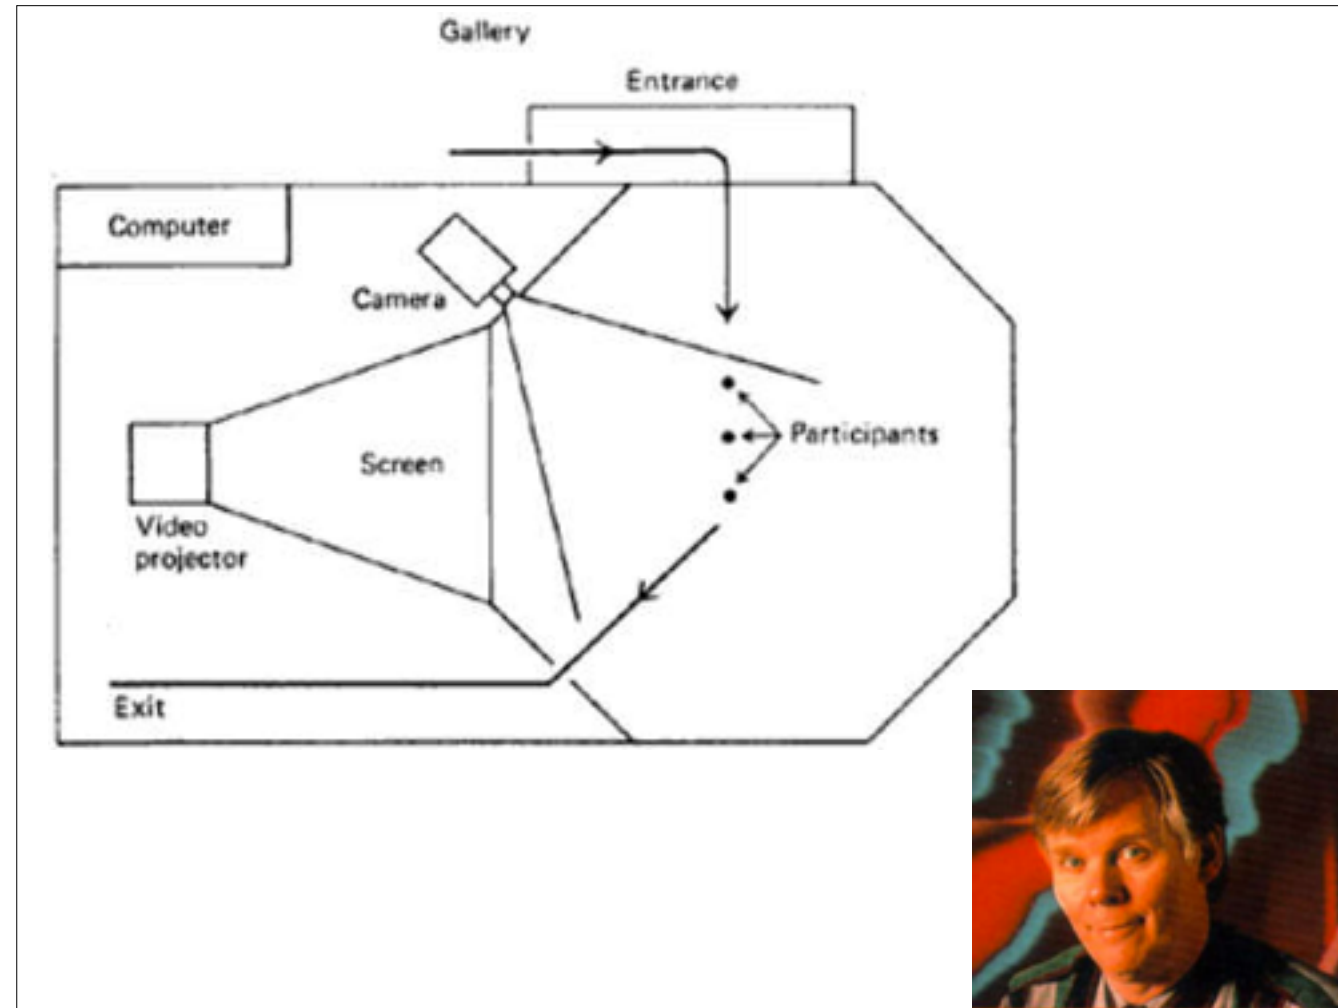 Gallery
Entrance
Computer
Camera
Participants
Screen
Video
projector
Exit